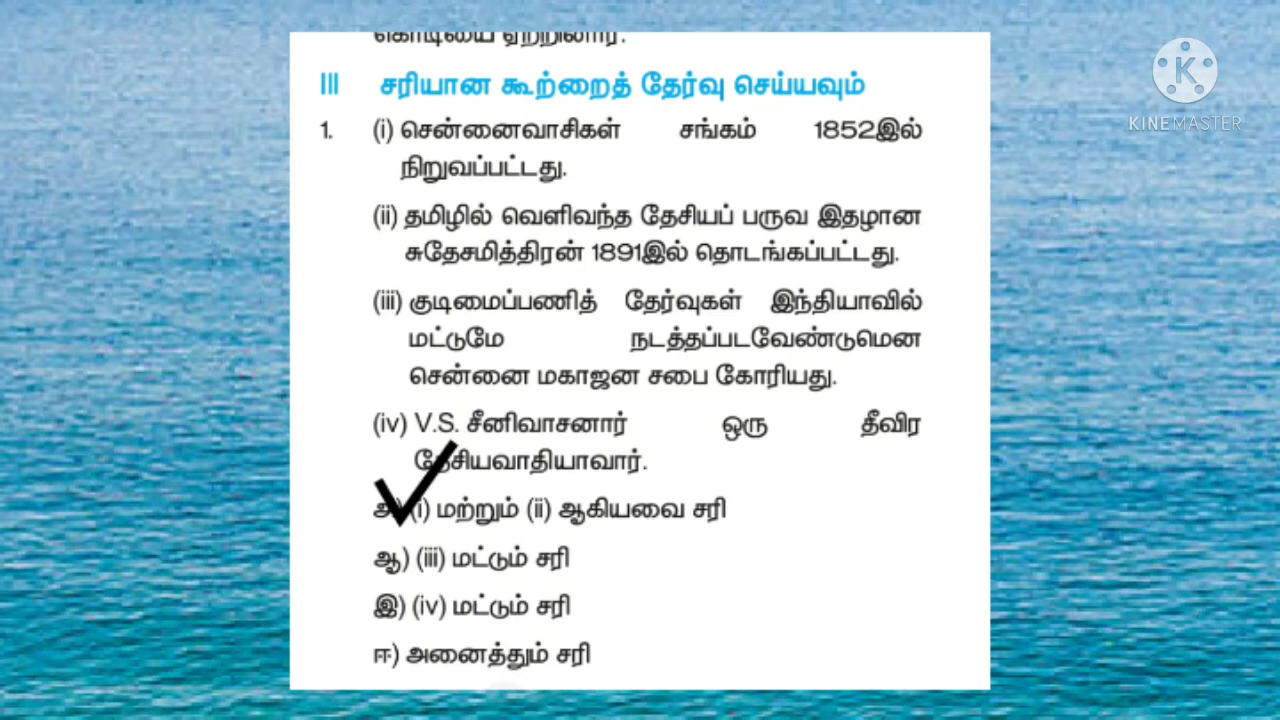 கொடியை ஏற்றினார்.
III சரியான கூற்றைத் தேர்வு செய்யவும்
KINEMASTER
1. (i) சென்னைவாசிகள் சங்கம் 1852இல்
நிறுவப்பட்டது.
(ii) தமிழில் வெளிவந்த தேசியப் பருவ இதழான
சுதேசமித்திரன் 1891இல் தொடங்கப்பட்டது.
(iii) குடிமைப்பணித் தேர்வுகள் இந்தியாவில்
மட்டுமே நடத்தப்படவேண்டுமென
சென்னை மகாஜன சபை கோரியது.
(iv) V.S. சீனிவாசனார் ஒரு தீவிர
தேசியவாதியாவார்.
அ) (i) மற்றும் (ii) ஆகியவை சரி
ஆ) (iii) மட்டும் சரி
இ) (iv) மட்டும் சரி
ஈ) அனைத்தும் சரி